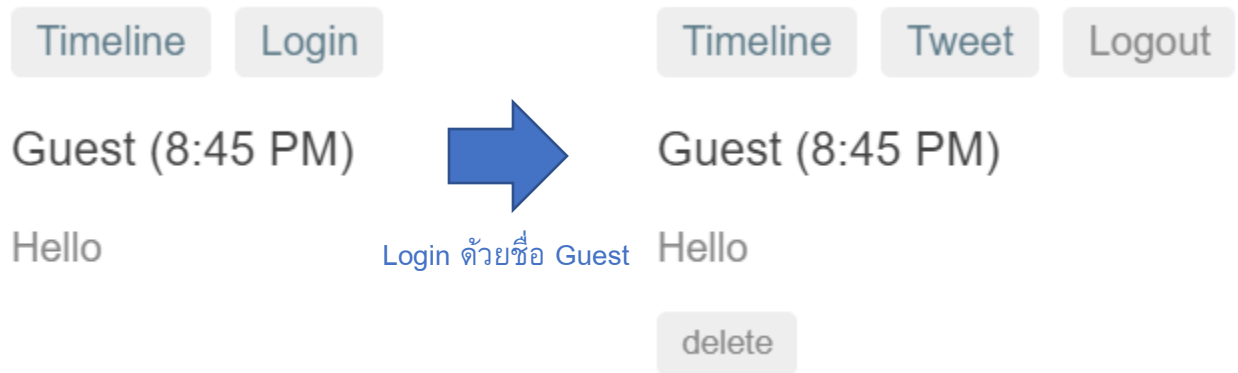 Timeline Login
Guest (8:45 PM)
Hello
Login ด้วยชื่อ Guest
Timeline Tweet Logout
Guest (8:45 PM)
Hello
delete